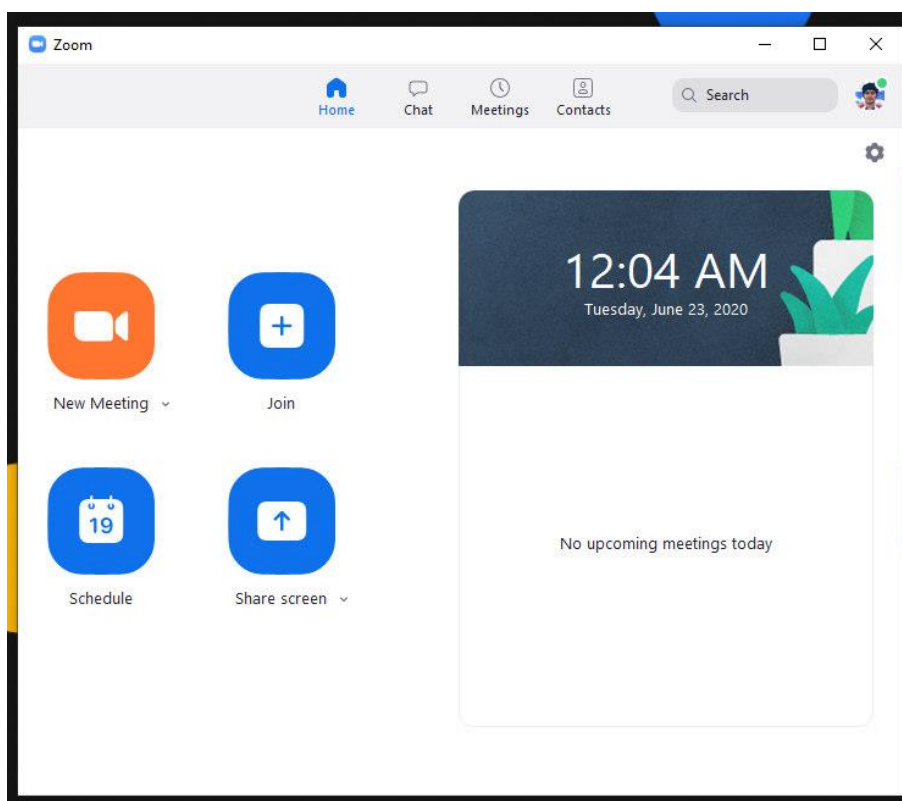 Zoom
Home
Chat
Meetings
Contacts
Search
12:04 AM
Tuesday, June 23, 2020
New Meeting
Join
19
Schedule
Share screen
No upcoming meetings today